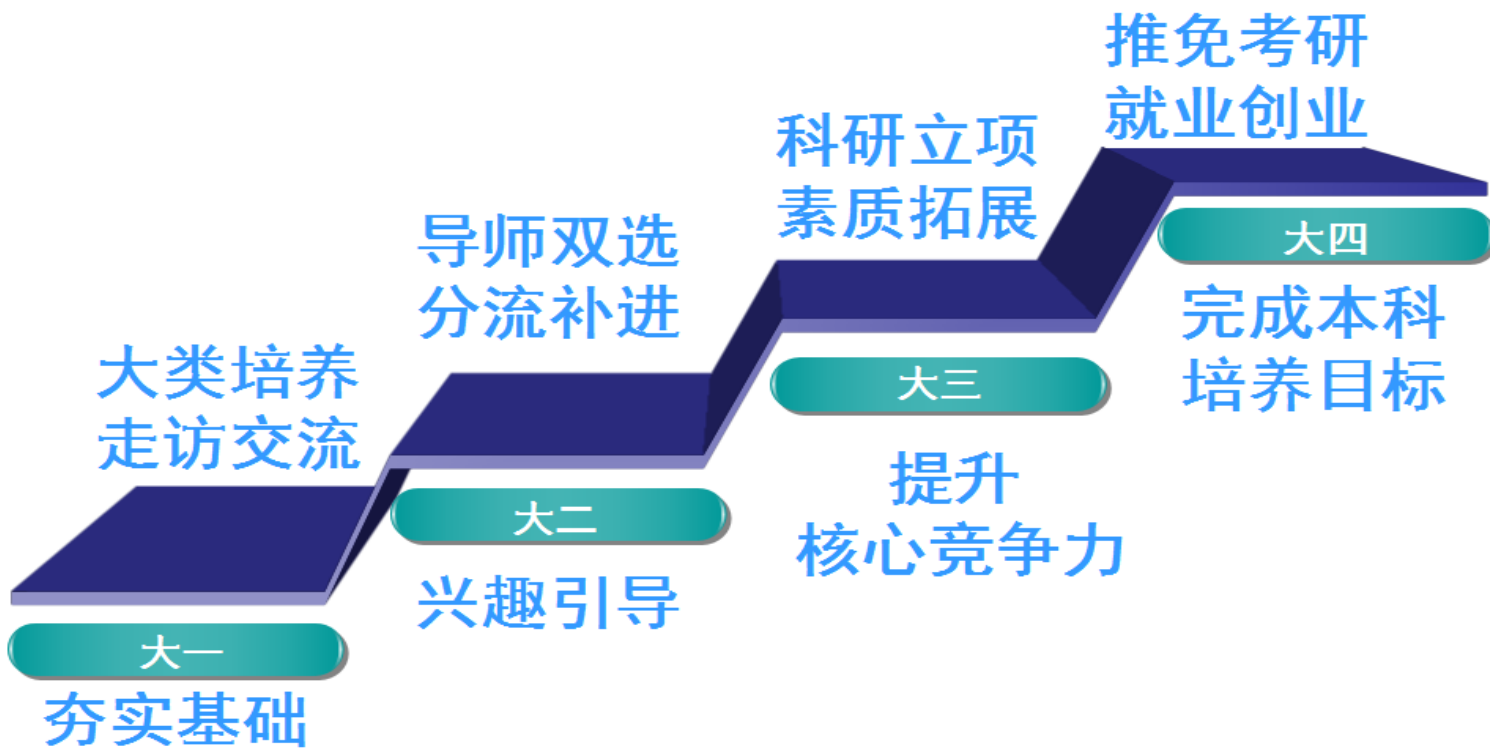 大类培养
走访交流
大一
夯实基础
导师双选
分流补进
大二
兴趣引导
科研立项
素质拓展
大三
提升
核心竞争力
推免考研
就业创业
大四
完成本科
培养目标